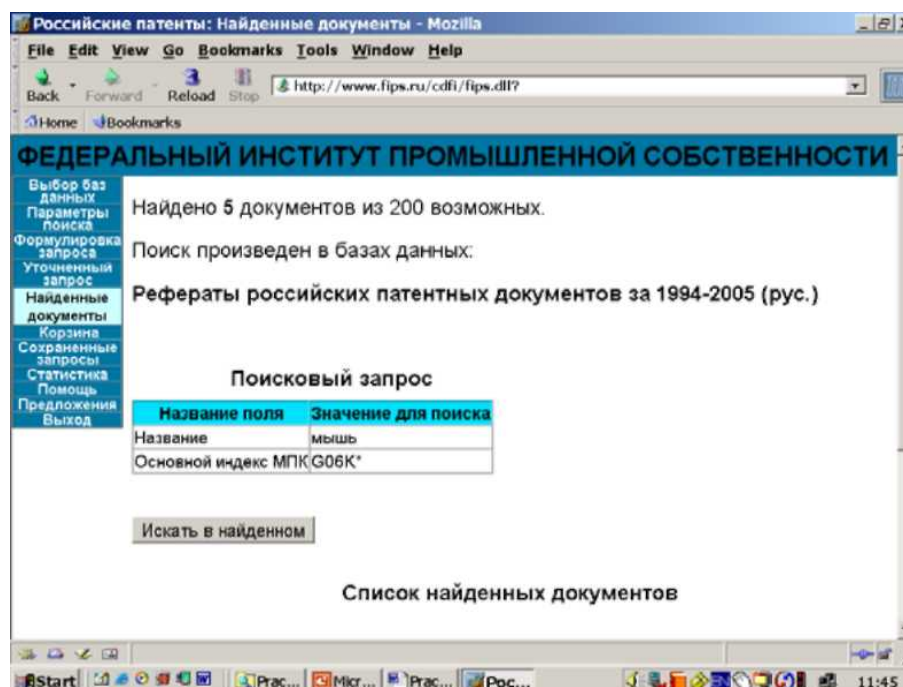 Российские патенты: Найденные документы - Mozilla
File Edit View Go Bookmarks Tools Window Help
Back Forward Reload Stop http://www.fips.ru/cdfi/fips.dll?
Home Bookmarks
ФЕДЕРАЛЬНЫЙ ИНСТИТУТ ПРОМЫШЛЕННОЙ СОБСТВЕННОСТИ
Выбор баз
данных
Параметры
поиска
Формулировка
запроса
Уточненный
запрос
Найденные
документы
Корзина
Сохраненные
запросы
Статистика
Помощь
Предложения
Выход
Найдено 5 документов из 200 возможных.
Поиск произведен в базах данных:
Рефераты российских патентных документов за 1994-2005 (рус.)
Поисковый запрос
Название поля Значение для поиска
Название мышь
Основной индекс МПК G06K*
Искать в найденном
Список найденных документов
Start Prac... Micr... Prac... Рос... 11:45